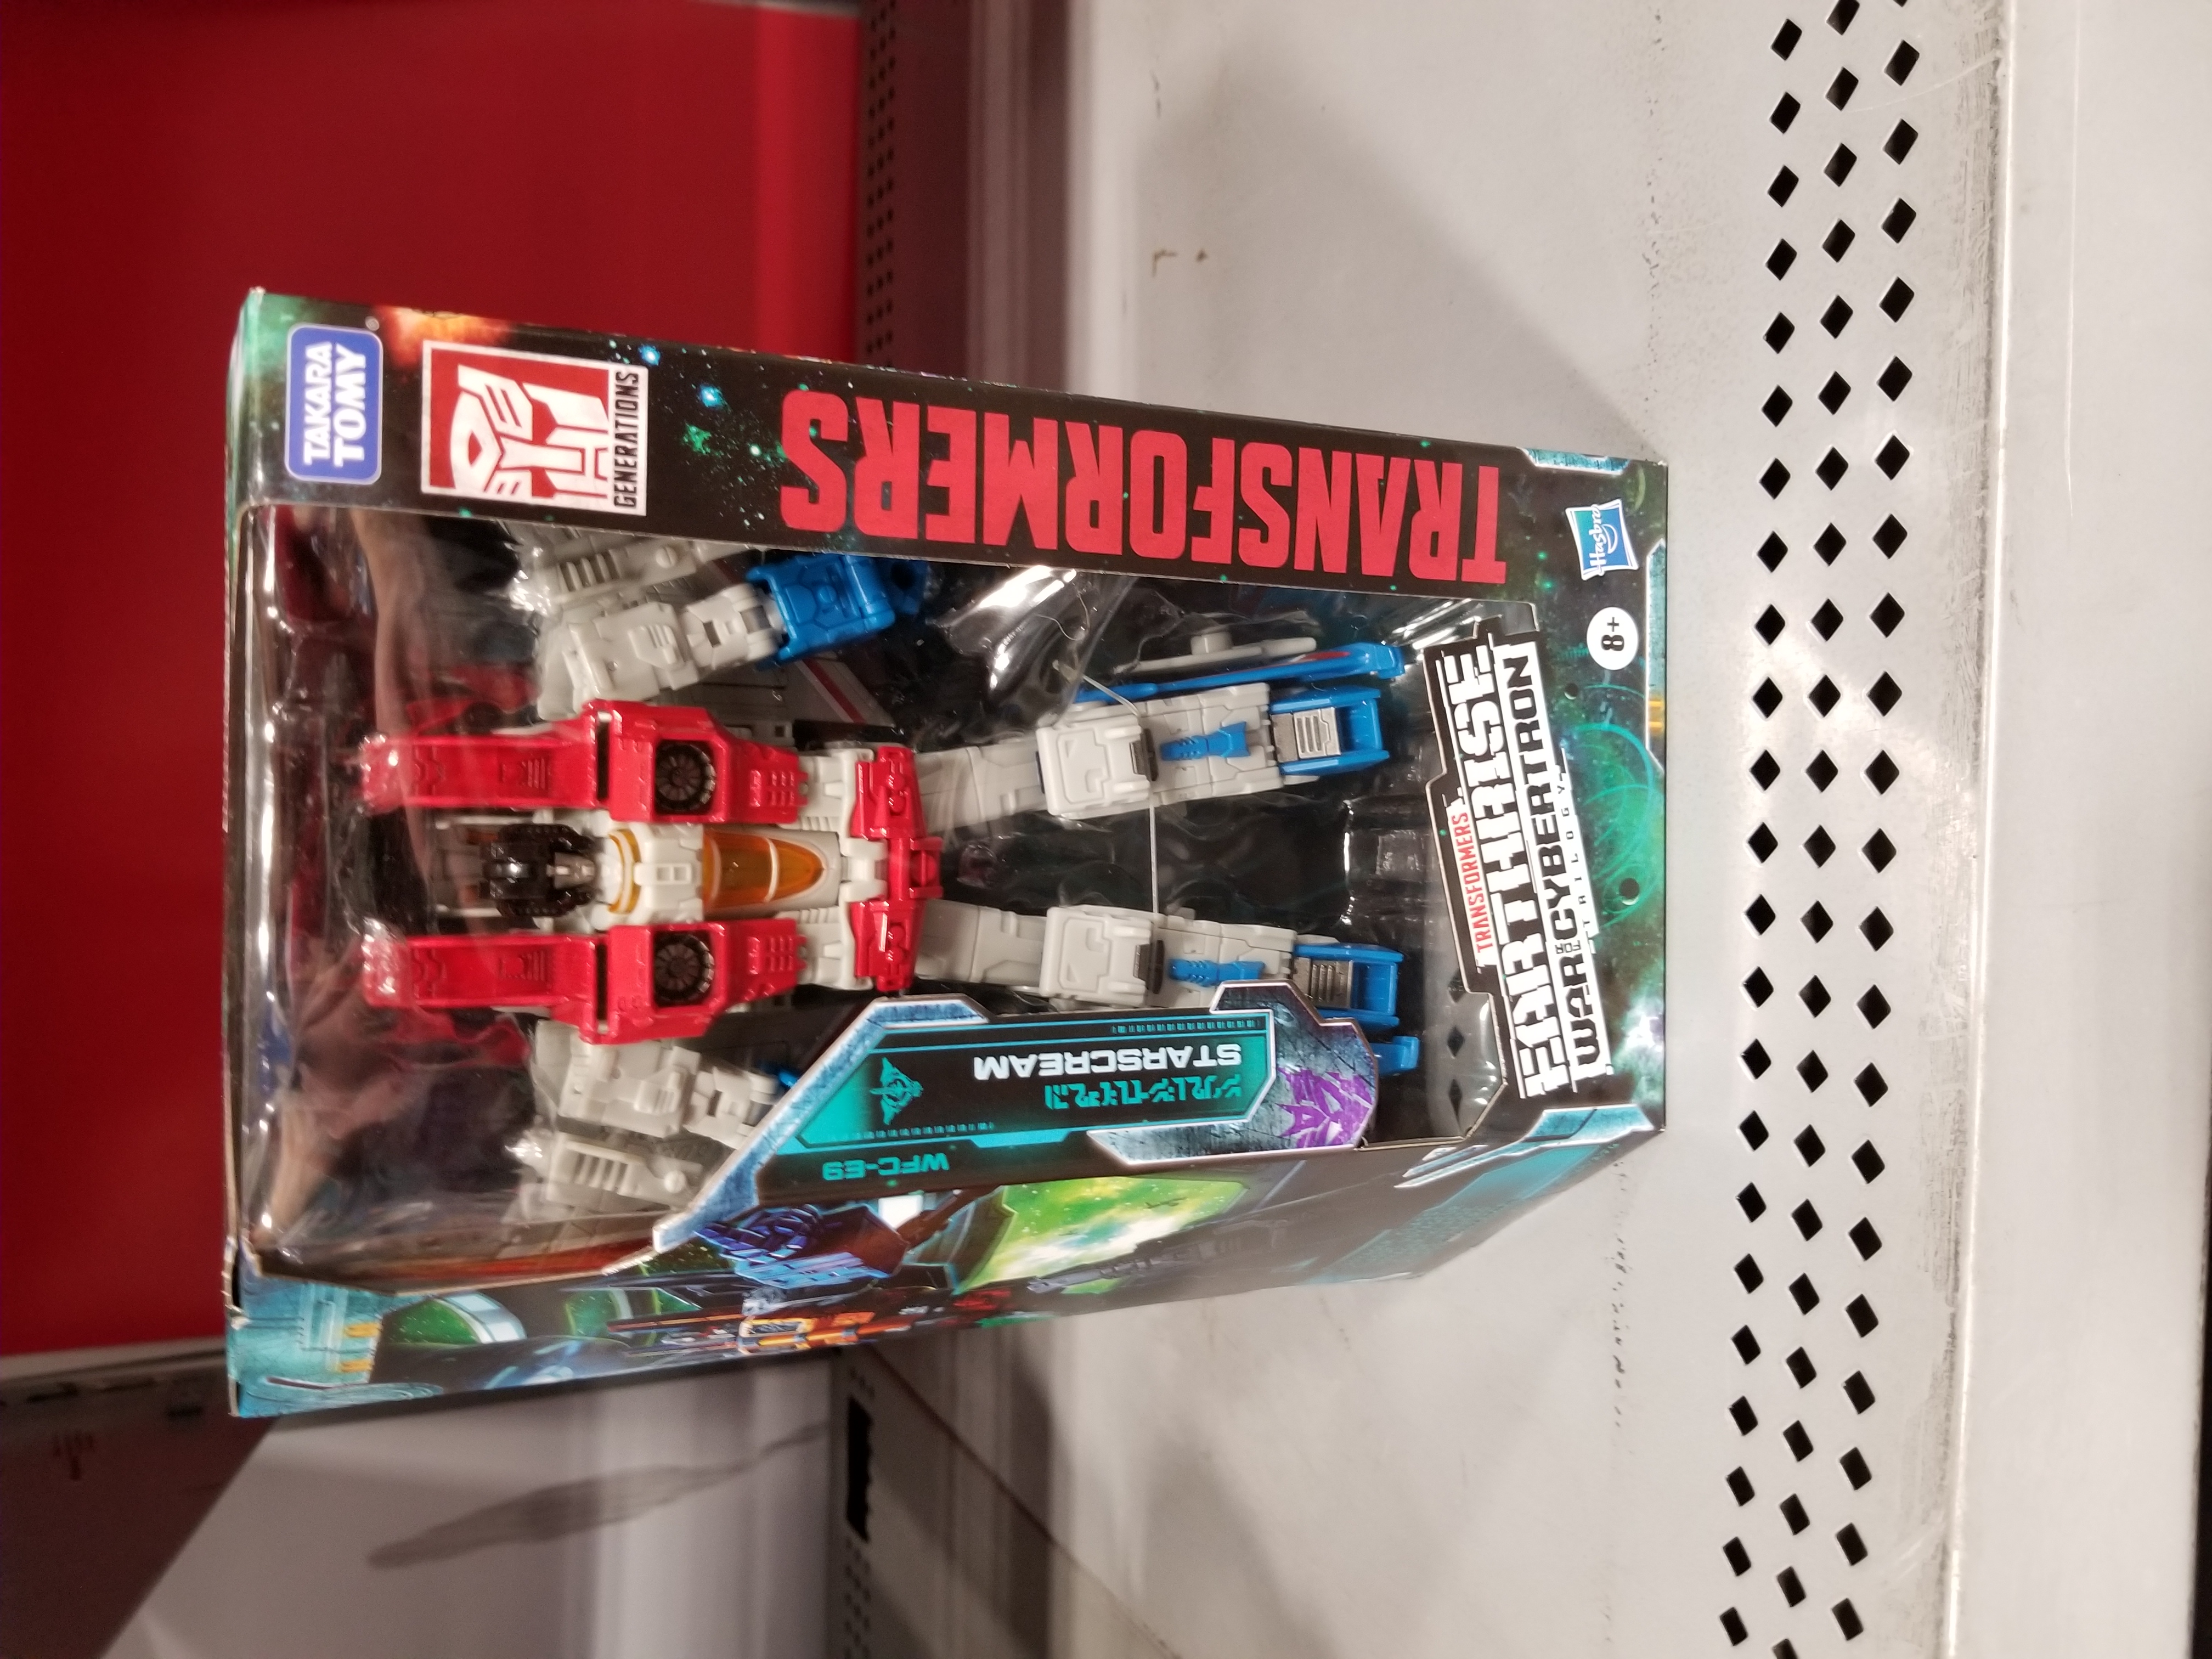 TAKARA
TOMY
GENERATIONS
TRANSFORMERS
Hasbro
8+
TRANSFORMERS
EARTHRISE
WAR FOR CYBERTRON
TRILOGY
STARSCREAM
WFC-E9